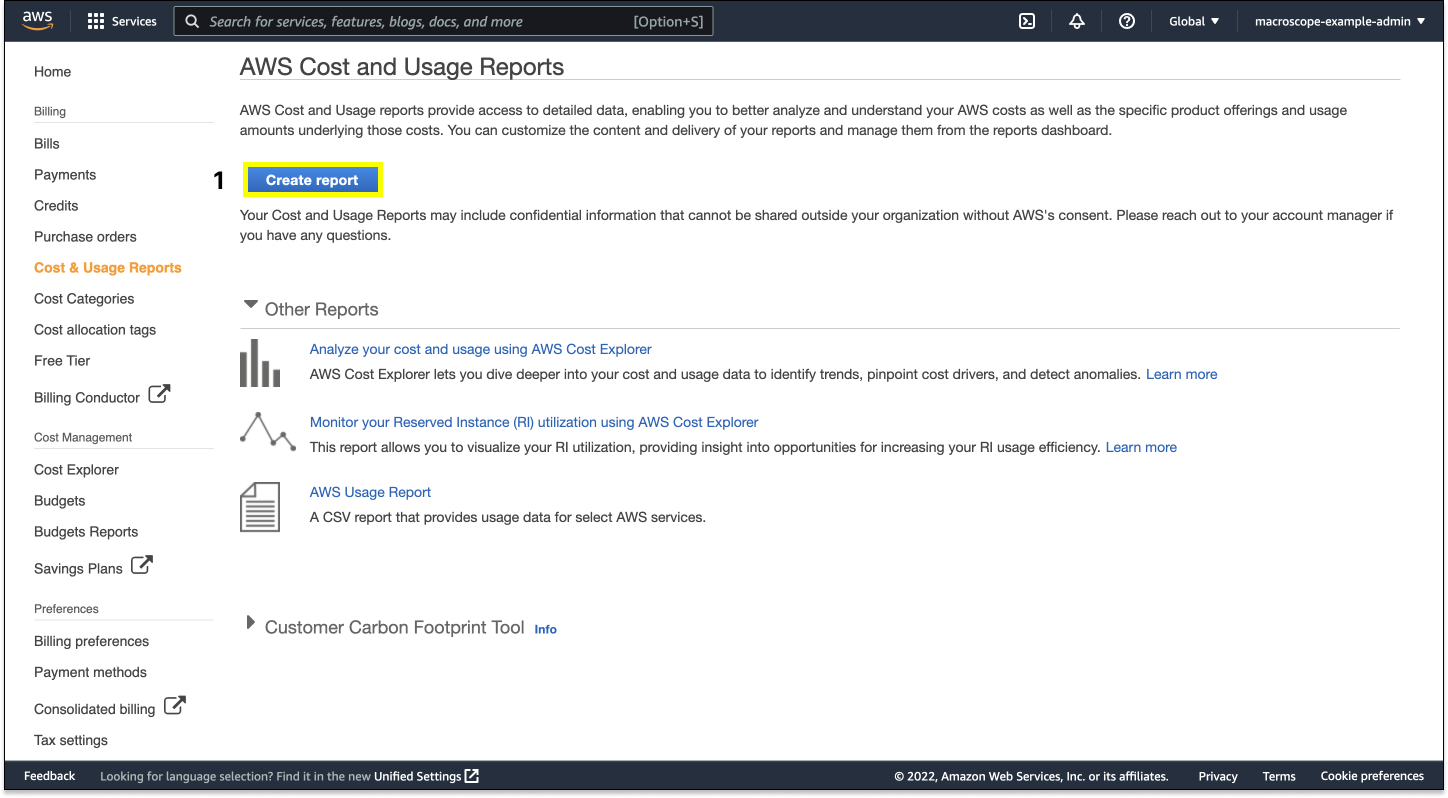 aws
Services
Search for services, features, blogs, docs, and more
[Option+S]
Global
macroscope-example-admin
Home
Billing
Bills
Payments
Credits
Purchase orders
Cost & Usage Reports
Cost Categories
Cost allocation tags
Free Tier
Billing Conductor
Cost Management
Cost Explorer
Budgets
Budgets Reports
Savings Plans
Preferences
Billing preferences
Payment methods
Consolidated billing
Tax settings
AWS Cost and Usage Reports
AWS Cost and Usage reports provide access to detailed data, enabling you to better analyze and understand your AWS costs as well as the specific product offerings and usage
amounts underlying those costs. You can customize the content and delivery of your reports and manage them from the reports dashboard.
1
Create report
Your Cost and Usage Reports may include confidential information that cannot be shared outside your organization without AWS's consent. Please reach out to your account manager if
you have any questions.
Other Reports
Analyze your cost and usage using AWS Cost Explorer
AWS Cost Explorer lets you dive deeper into your cost and usage data to identify trends, pinpoint cost drivers, and detect anomalies. Learn more
Monitor your Reserved Instance (RI) utilization using AWS Cost Explorer
This report allows you to visualize your RI utilization, providing insight into opportunities for increasing your RI usage efficiency. Learn more
AWS Usage Report
A CSV report that provides usage data for select AWS services.
Customer Carbon Footprint Tool Info
Feedback
Looking for language selection? Find it in the new Unified Settings
© 2022, Amazon Web Services, Inc. or its affiliates.
Privacy
Terms
Cookie preferences